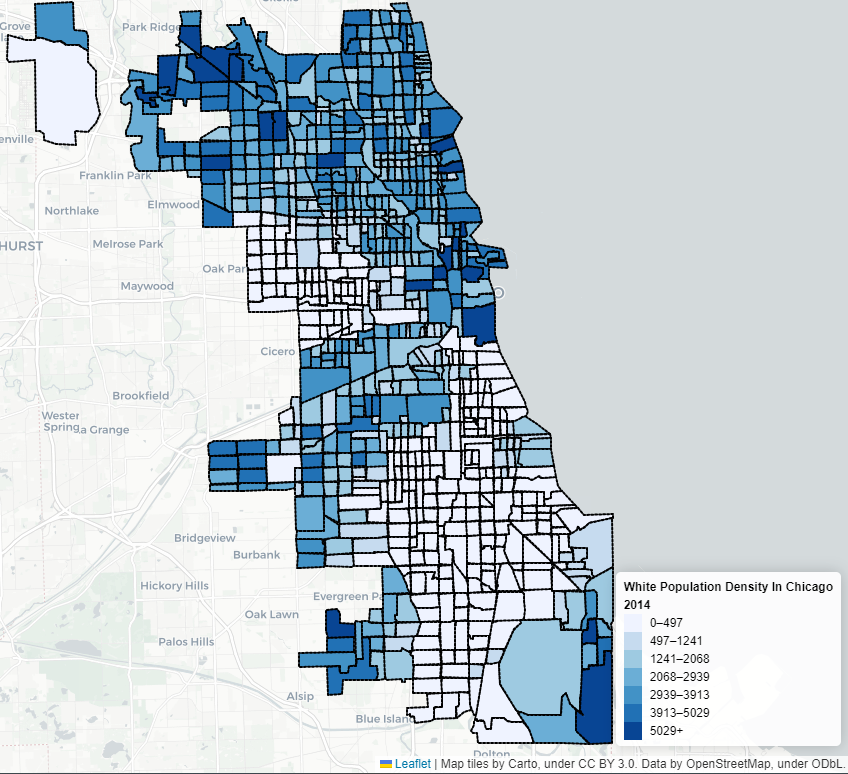 Grove
Park Ridge
enville
Franklin Park
Northlake
Elmwood
HURST
Melrose Park
Oak Par
Maywood
Cicero
Brookfield
Western
Spring
a Grange
Bridgeview
Burbank
Hickory Hills
Evergreen Pa
Oak Lawn
Palos Hills
Alsip
Blue Islan
Dolton
White Population Density In Chicago
2014
0–497
497–1241
1241–2068
2068–2939
2939–3913
3913–5029
5029+
Leaflet | Map tiles by Carto, under CC BY 3.0. Data by OpenStreetMap, under ODbL.